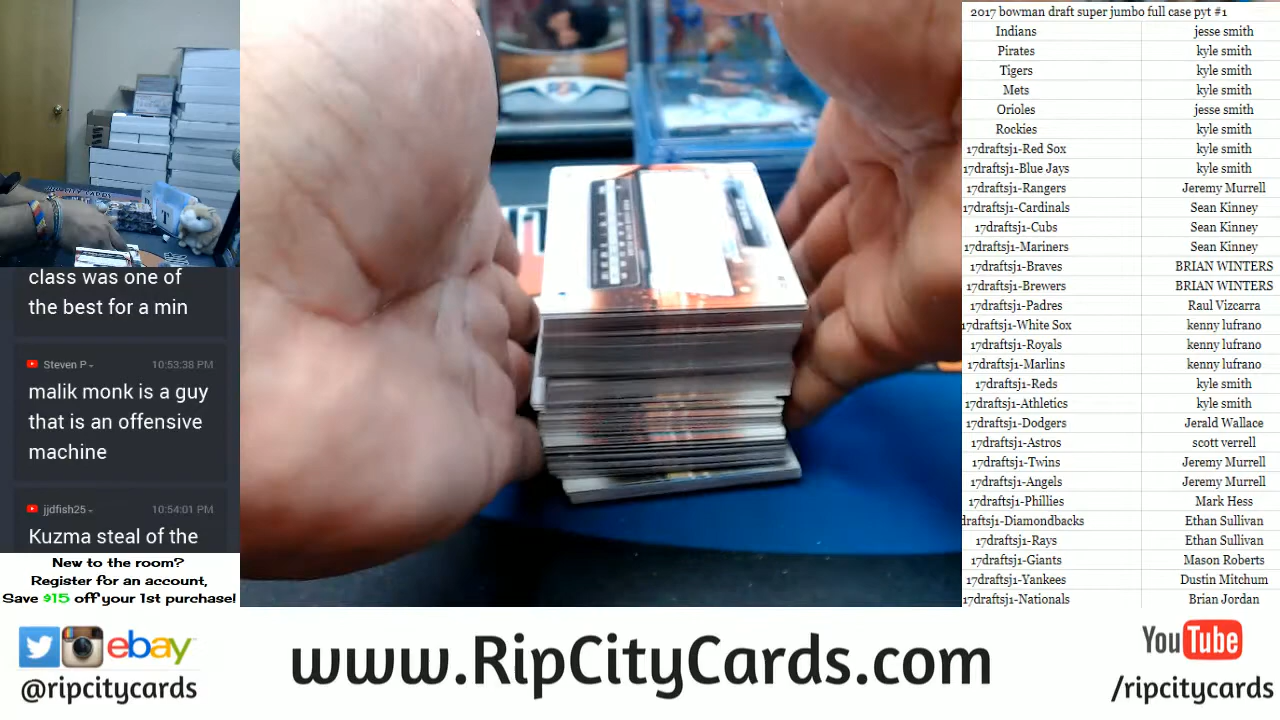 class was one of
the best for a min
Steven P
10:53:38 PM
malik monk is a guy
that is an offensive
machine
jjdfish25
10:54:01 PM
Kuzma steal of the
New to the room?
Register for an account,
Save $15 off your 1st purchase!
2017 bowman draft super jumbo full case pyt #1
Indians jesse smith
Pirates kyle smith
Tigers kyle smith
Mets kyle smith
Orioles jesse smith
Rockies kyle smith
17draftsj1-Red Sox kyle smith
17draftsj1-Blue Jays kyle smith
17draftsj1-Rangers Jeremy Murrell
17draftsj1-Cardinals Sean Kinney
17draftsj1-Cubs Sean Kinney
17draftsj1-Mariners Sean Kinney
17draftsj1-Braves BRIAN WINTERS
17draftsj1-Brewers BRIAN WINTERS
17draftsj1-Padres Raul Vizcarra
17draftsj1-White Sox kenny lufrano
17draftsj1-Royals kenny lufrano
17draftsj1-Marlins kenny lufrano
17draftsj1-Reds kyle smith
17draftsj1-Athletics kyle smith
17draftsj1-Dodgers Jerald Wallace
17draftsj1-Astros scott verrell
17draftsj1-Twins Jeremy Murrell
17draftsj1-Angels Jeremy Murrell
17draftsj1-Phillies Mark Hess
draftsj1-Diamondbacks Ethan Sullivan
17draftsj1-Rays Ethan Sullivan
17draftsj1-Giants Mason Roberts
17draftsj1-Yankees Dustin Mitchum
17draftsj1-Nationals Brian Jordan
ebay
@ripcitycards
www.RipCityCards.com
YouTube
/ripcitycards